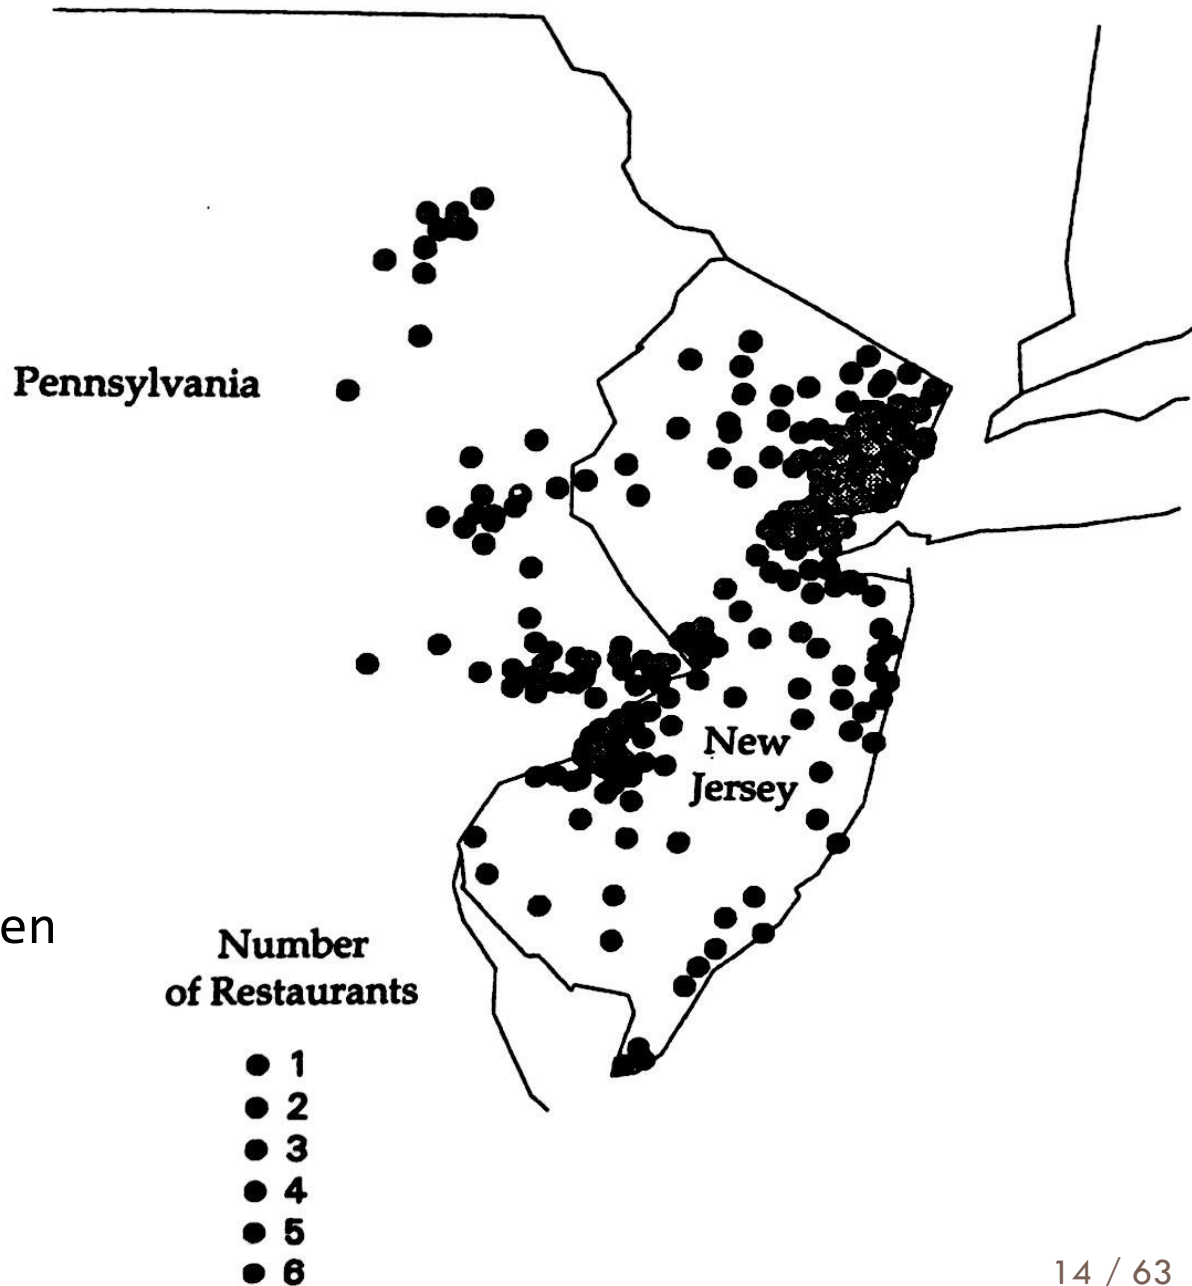 Pennsylvania
New
Jersey
en
Number
of Restaurants
1
2
3
4
5
6
14 / 63